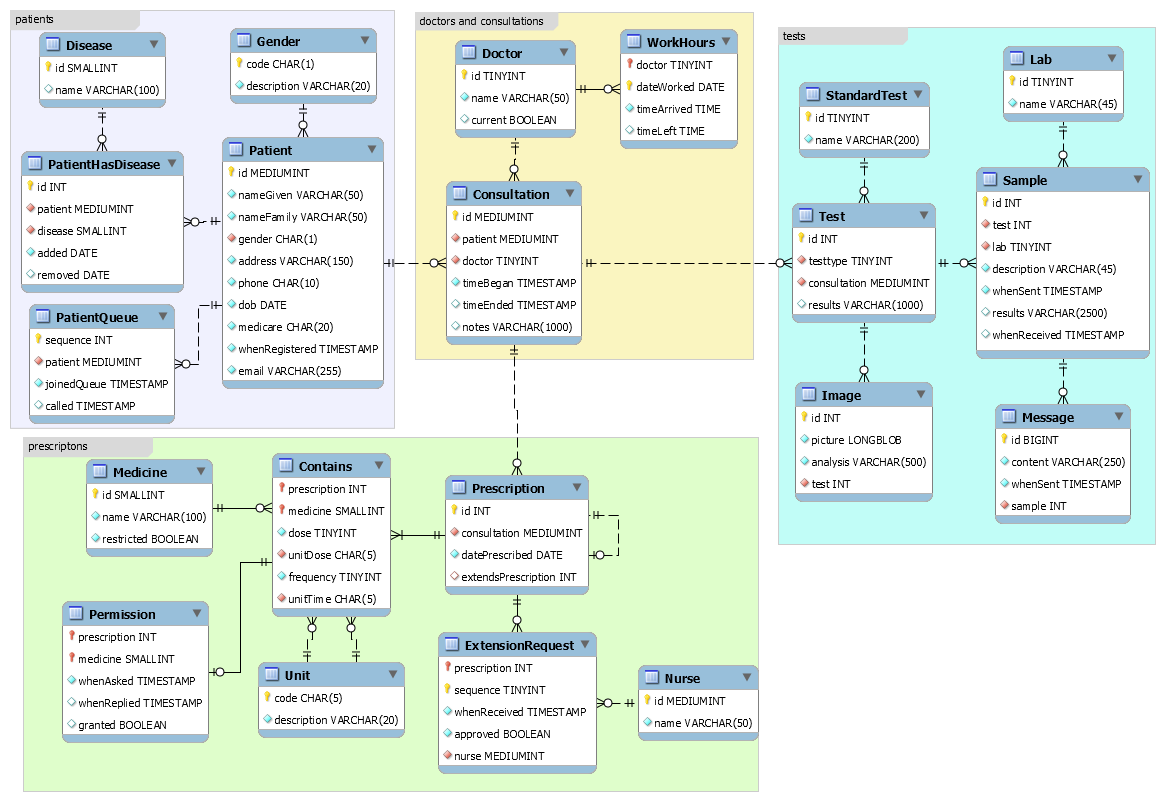 patients
Disease
id SMALLINT
name VARCHAR(100)
Gender
code CHAR(1)
description VARCHAR(20)
PatientHasDisease
id INT
patient MEDIUMINT
disease SMALLINT
added DATE
removed DATE
Patient
id MEDIUMINT
nameGiven VARCHAR(50)
nameFamily VARCHAR(50)
gender CHAR(1)
address VARCHAR(150)
phone CHAR(10)
dob DATE
medicare CHAR(20)
whenRegistered TIMESTAMP
email VARCHAR(255)
PatientQueue
sequence INT
patient MEDIUMINT
joinedQueue TIMESTAMP
called TIMESTAMP
doctors and consultations
Doctor
id TINYINT
name VARCHAR(50)
current BOOLEAN
WorkHours
doctor TINYINT
dateWorked DATE
timeArrived TIME
timeLeft TIME
Consultation
id MEDIUMINT
patient MEDIUMINT
doctor TINYINT
timeBegan TIMESTAMP
timeEnded TIMESTAMP
notes VARCHAR(1000)
tests
StandardTest
id TINYINT
name VARCHAR(200)
Lab
id TINYINT
name VARCHAR(45)
Test
id INT
testtype TINYINT
consultation MEDIUMINT
results VARCHAR(1000)
Sample
id INT
test INT
lab TINYINT
description VARCHAR(45)
whenSent TIMESTAMP
results VARCHAR(2500)
whenReceived TIMESTAMP
Image
id INT
picture LONGBLOB
analysis VARCHAR(500)
test INT
Message
id BIGINT
content VARCHAR(250)
whenSent TIMESTAMP
sample INT
prescriptons
Medicine
id SMALLINT
name VARCHAR(100)
restricted BOOLEAN
Contains
prescription INT
medicine SMALLINT
dose TINYINT
unitDose CHAR(5)
frequency TINYINT
unitTime CHAR(5)
Prescription
id INT
consultation MEDIUMINT
datePrescribed DATE
extendsPrescription INT
Permission
prescription INT
medicine SMALLINT
whenAsked TIMESTAMP
whenReplied TIMESTAMP
granted BOOLEAN
Unit
code CHAR(5)
description VARCHAR(20)
ExtensionRequest
prescription INT
sequence TINYINT
whenReceived TIMESTAMP
approved BOOLEAN
nurse MEDIUMINT
Nurse
id MEDIUMINT
name VARCHAR(50)